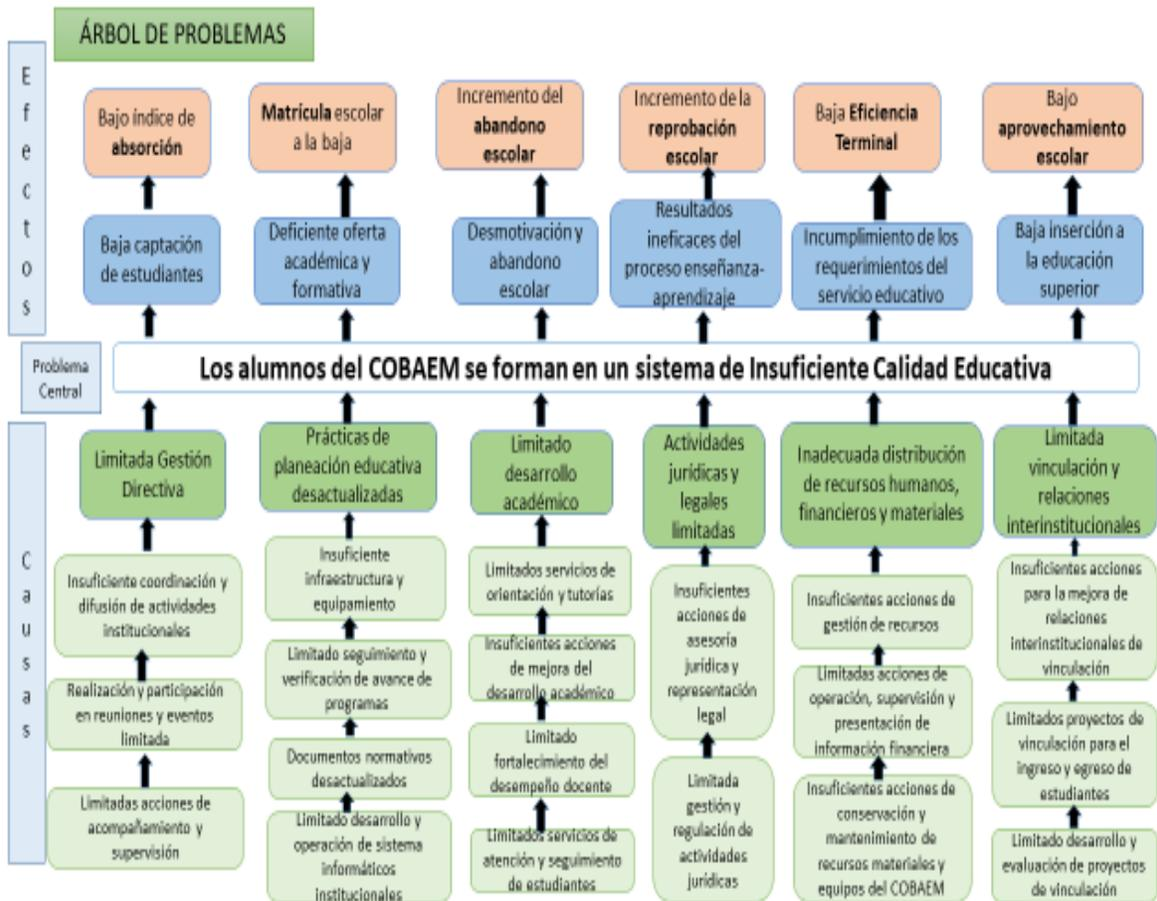 ÁRBOL DE PROBLEMAS
Efectos
Bajo índice de
absorción
Matrícula escolar
a la baja
Incremento del
abandono
escolar
Incremento de la
reprobación
escolar
Baja Eficiencia
Terminal
Bajo
aprovechamiento
escolar
Baja captación
de estudiantes
Deficiente oferta
académica y
formativa
Desmotivación y
abandono
escolar
Resultados
ineficaces del
proceso enseñanza-
aprendizaje
Incumplimiento de los
requerimientos del
servicio educativo
Baja inserción a
la educación
superior
Problema
Central
Los alumnos del COBAEM se forman en un sistema de Insuficiente Calidad Educativa
Causas
Limitada Gestión
Directiva
Prácticas de
planeación educativa
desactualizadas
Limitado
desarrollo
académico
Actividades
jurídicas y
legales
limitadas
Inadecuada distribución
de recursos humanos,
financieros y materiales
Limitada
vinculación y
relaciones
interinstitucionales
Insuficiente coordinación y
difusión de actividades
institucionales
Realización y participación
en reuniones y eventos
limitada
Limitadas acciones de
acompañamiento y
supervisión
Insuficiente
infraestructura y
equipamiento
Limitado seguimiento y
verificación de avance de
programas
Documentos normativos
desactualizados
Limitado desarrollo y
operación de sistema
informáticos
institucionales
Limitados servicios de
orientación y tutorías
Insuficientes acciones
de mejora del
desarrollo académico
Limitado
fortalecimiento del
desempeño docente
Limitados servicios de
atención y seguimiento
de estudiantes
Insuficientes
acciones de
asesoría
jurídica y
representación
legal
Limitada
gestión y
regulación de
actividades
jurídicas
Insuficientes acciones de
gestión de recursos
Limitadas acciones de
operación, supervisión y
presentación de
información financiera
Insuficientes acciones de
conservación y
mantenimiento de
recursos materiales y
equipos del COBAEM
Insuficientes acciones
para la mejora de
relaciones
interinstitucionales de
vinculación
Limitados proyectos de
vinculación para el
ingreso y egreso de
estudiantes
Limitado desarrollo y
evaluación de proyectos
de vinculación